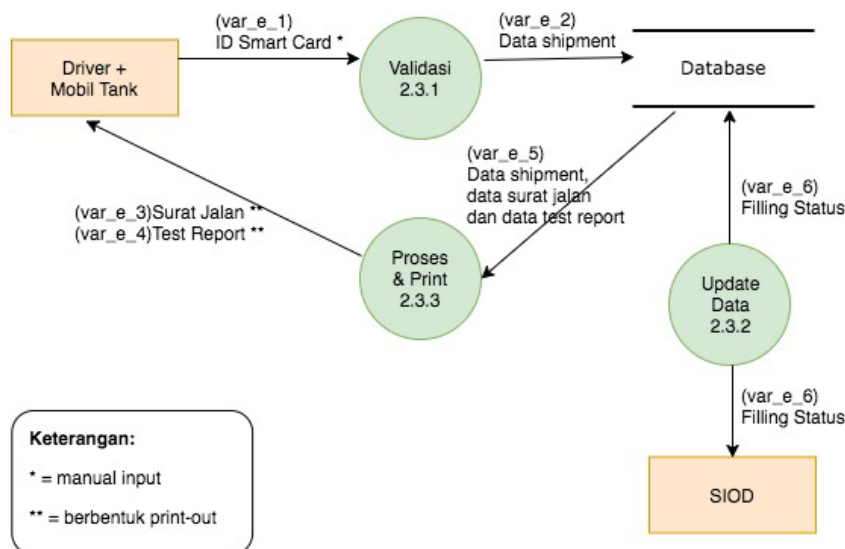 (var_e_1)
ID Smart Card *
(var_e_2)
Data shipment
Driver +
Mobil Tank
Validasi
2.3.1
Database
(var_e_5)
Data shipment,
data surat jalan
dan data test report
(var_e_6)
Filling Status
(var_e_3)Surat Jalan **
(var_e_4)Test Report **
Proses
& Print
2.3.3
Update
Data
2.3.2
(var_e_6)
Filling Status
Keterangan:
* = manual input
** = berbentuk print-out
SIOD